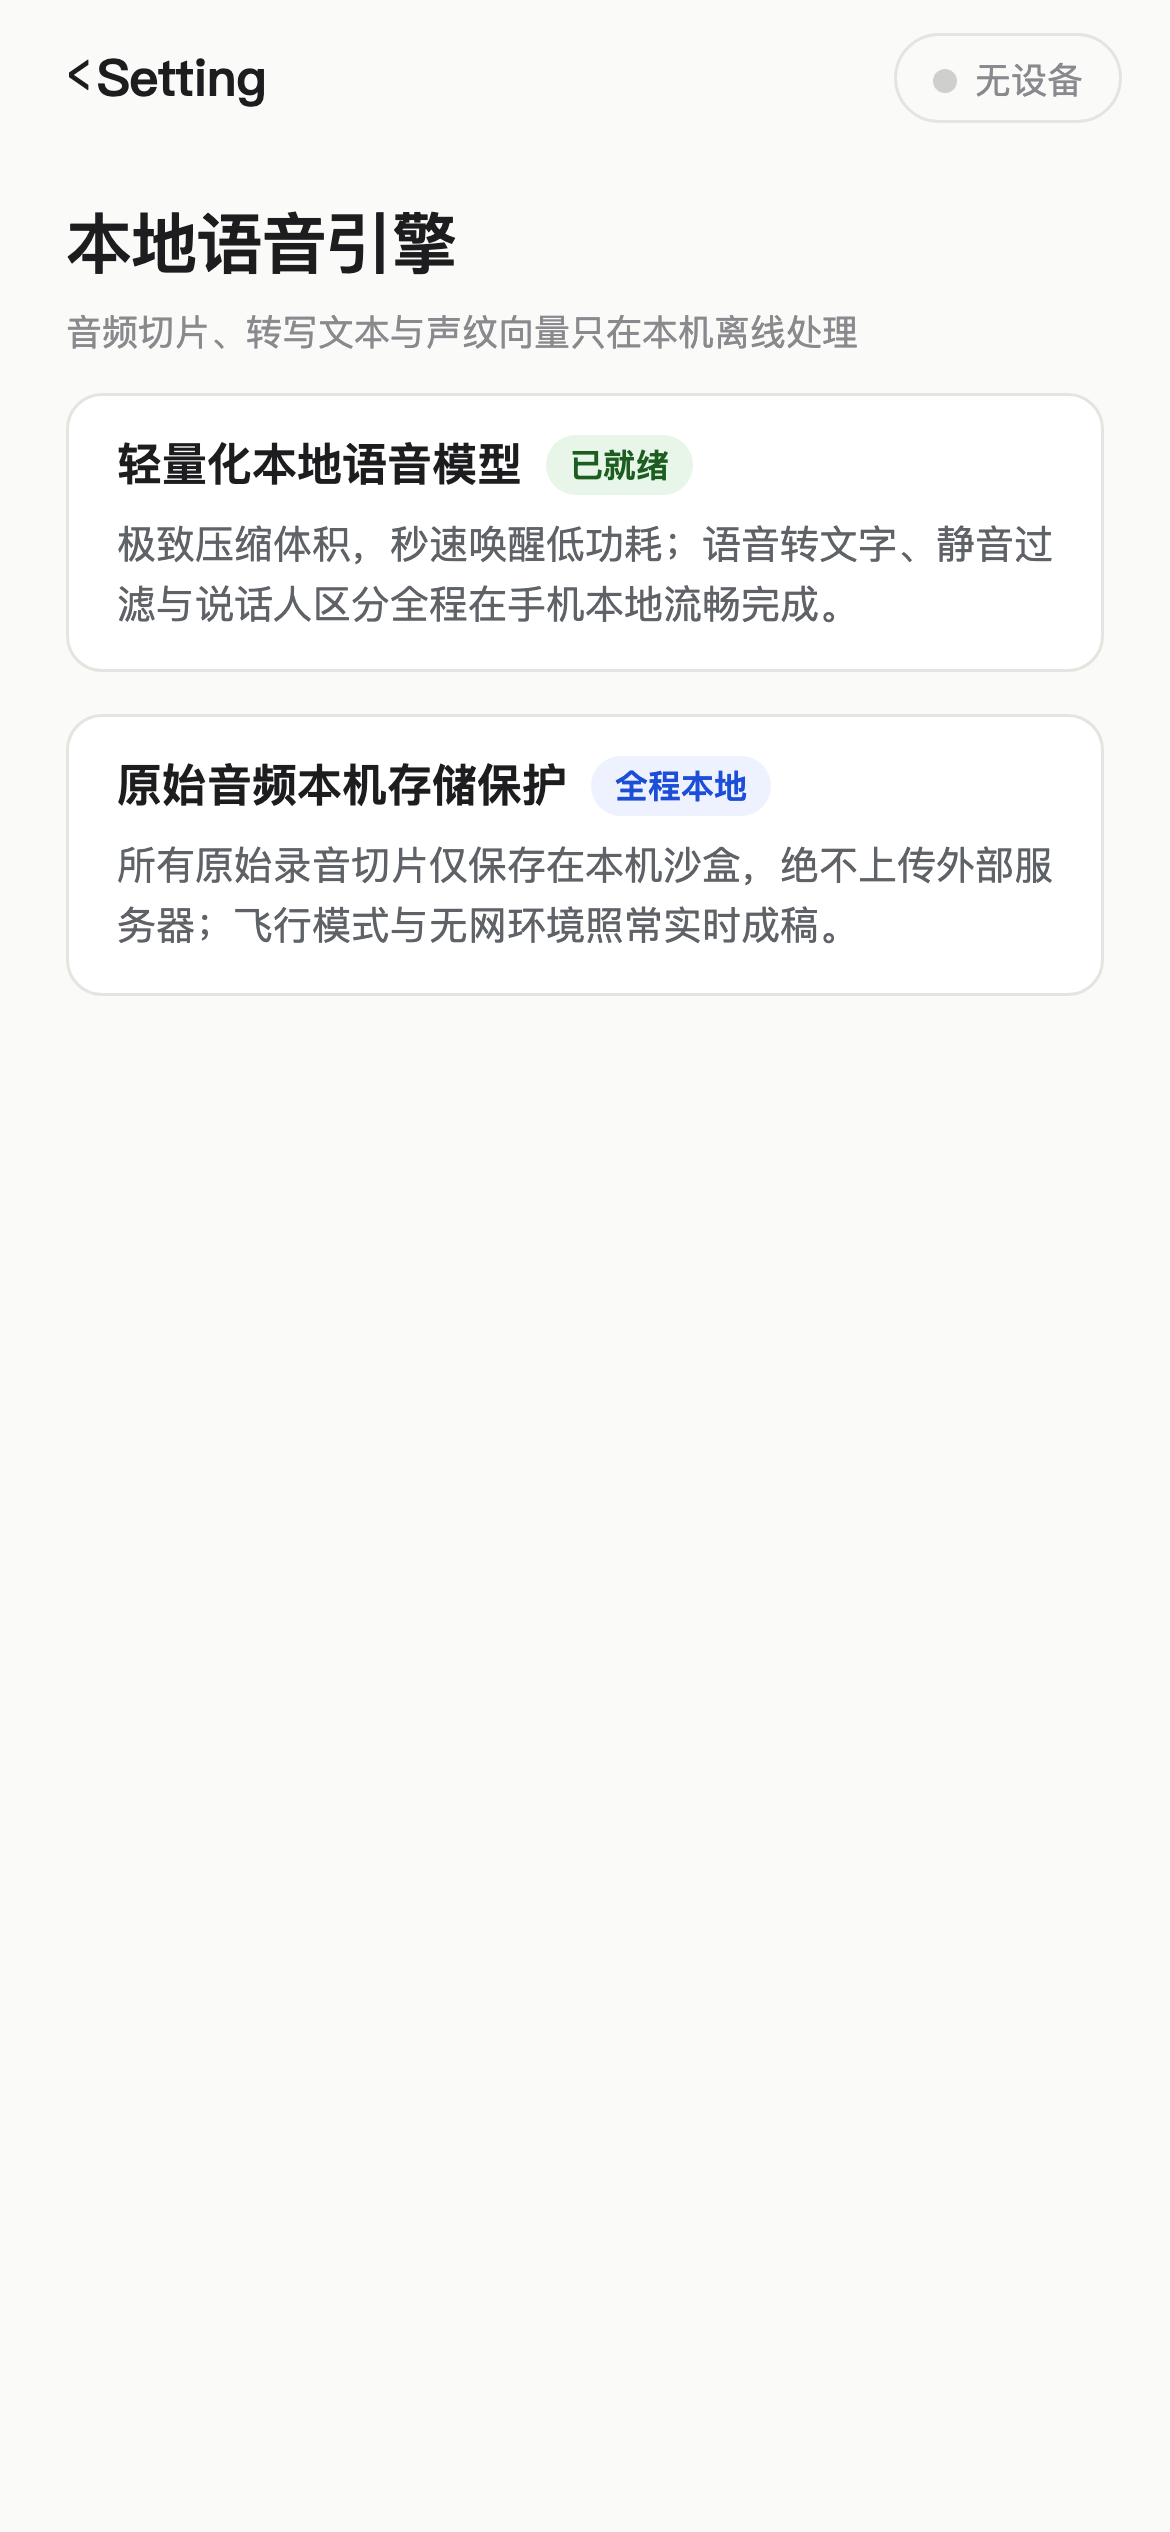 <Setting
无设备
本地语音引擎
音频切片、转写文本与声纹向量只在本机离线处理
轻量化本地语音模型 已就绪
极致压缩体积，秒速唤醒低功耗；语音转文字、静音过
滤与说话人区分全程在手机本地流畅完成。
原始音频本机存储保护 全程本地
所有原始录音切片仅保存在本机沙盒，绝不上传外部服
务器；飞行模式与无网环境照常实时成稿。